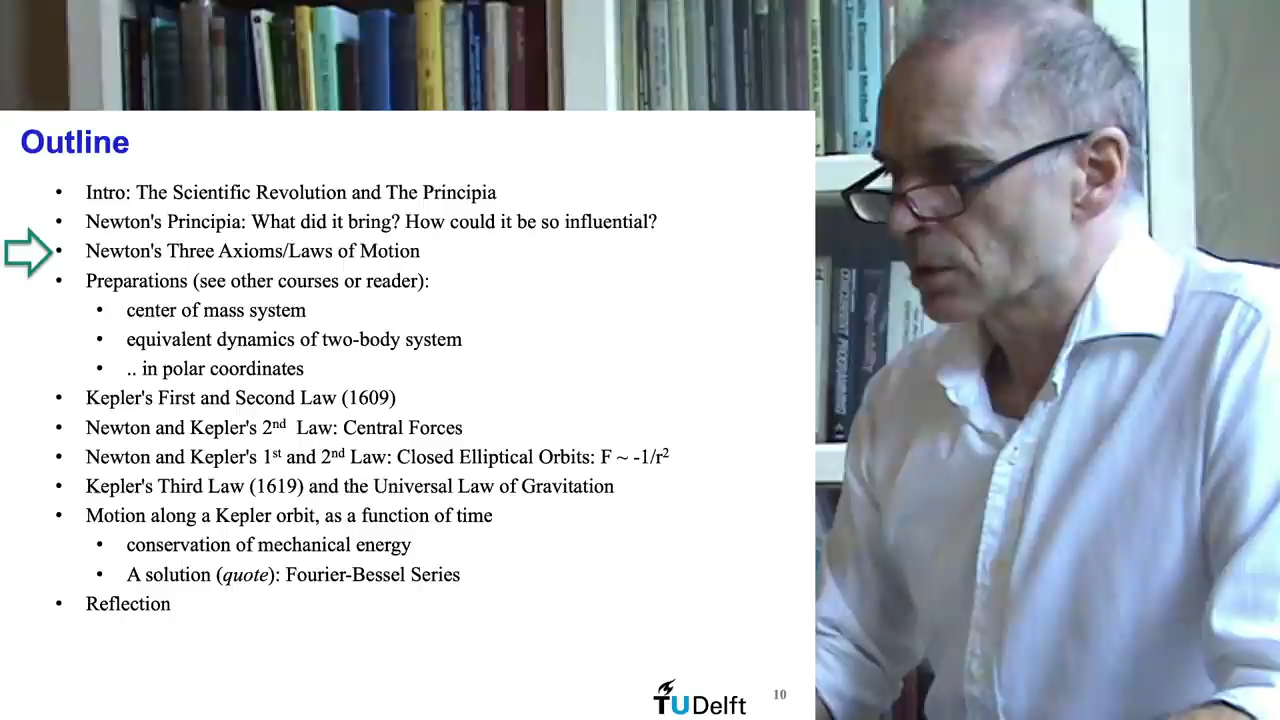 Outline
• Intro: The Scientific Revolution and The Principia
• Newton's Principia: What did it bring? How could it be so influential?
• Newton's Three Axioms/Laws of Motion
• Preparations (see other courses or reader):
• center of mass system
• equivalent dynamics of two-body system
• .. in polar coordinates
• Kepler's First and Second Law (1609)
• Newton and Kepler's 2nd Law: Central Forces
• Newton and Kepler's 1st and 2nd Law: Closed Elliptical Orbits: F ~ -1/r2
• Kepler's Third Law (1619) and the Universal Law of Gravitation
• Motion along a Kepler orbit, as a function of time
• conservation of mechanical energy
• A solution (quote): Fourier-Bessel Series
• Reflection
TUDelft
10